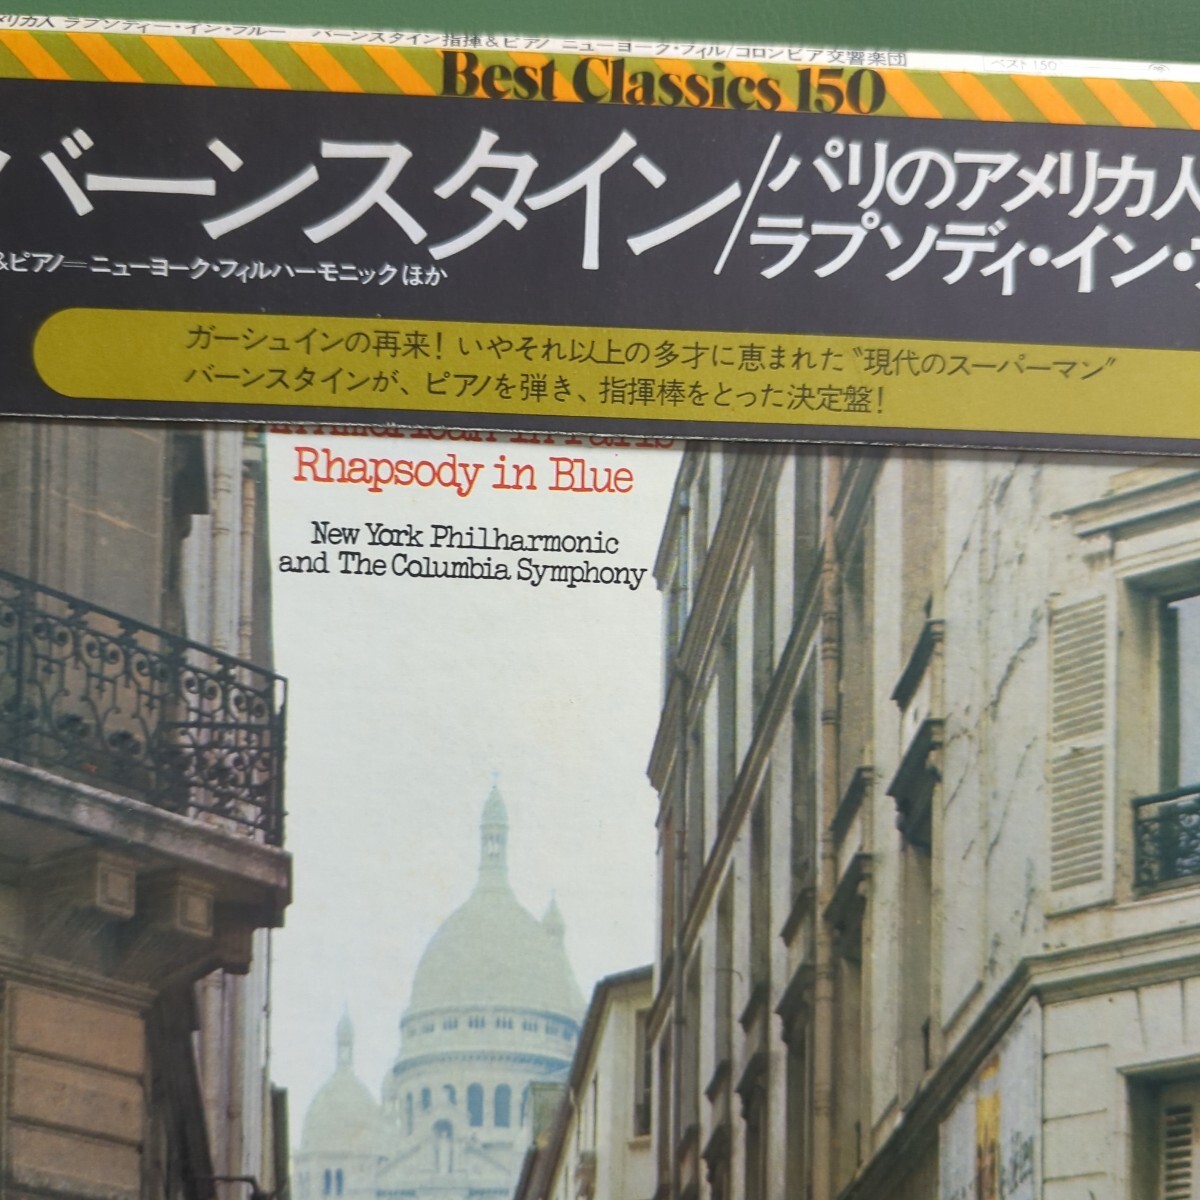 メリカ人 ラプソディー・イン・ブルー バーンスタイン指揮&ピアノ ニューヨーク・フィル/コロンビア交響楽団 ベスト150
Best Classics 150
バーンスタイン/パリのアメリカ人
ラプソディ・イン・
&ピアノ=ニューヨーク・フィルハーモニックほか
ガーシュインの再来! いやそれ以上の多才に恵まれた〝現代のスーパーマン〟
バーンスタインが、ピアノを弾き、指揮棒をとった決定盤!
American in Paris
Rhapsody in Blue
New York Philharmonic
and The Columbia Symphony